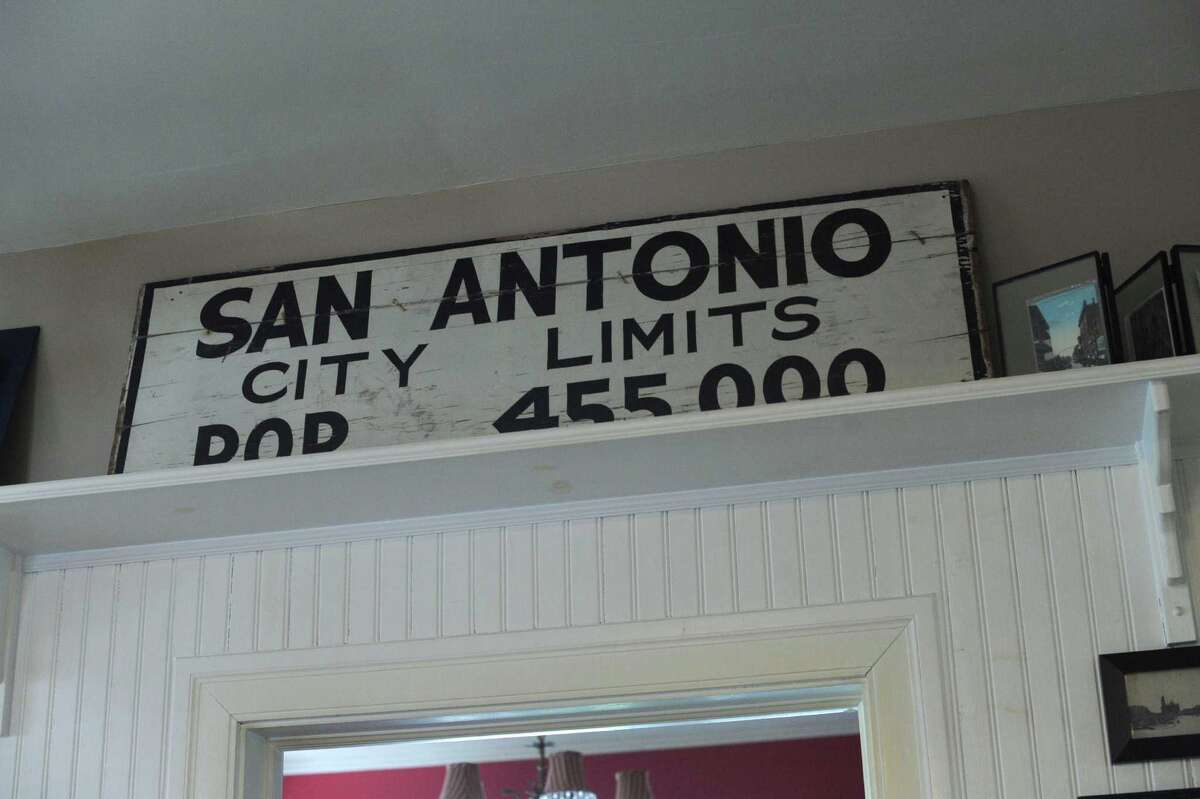 SAN ANTONIO
CITY LIMITS
POP 455,000